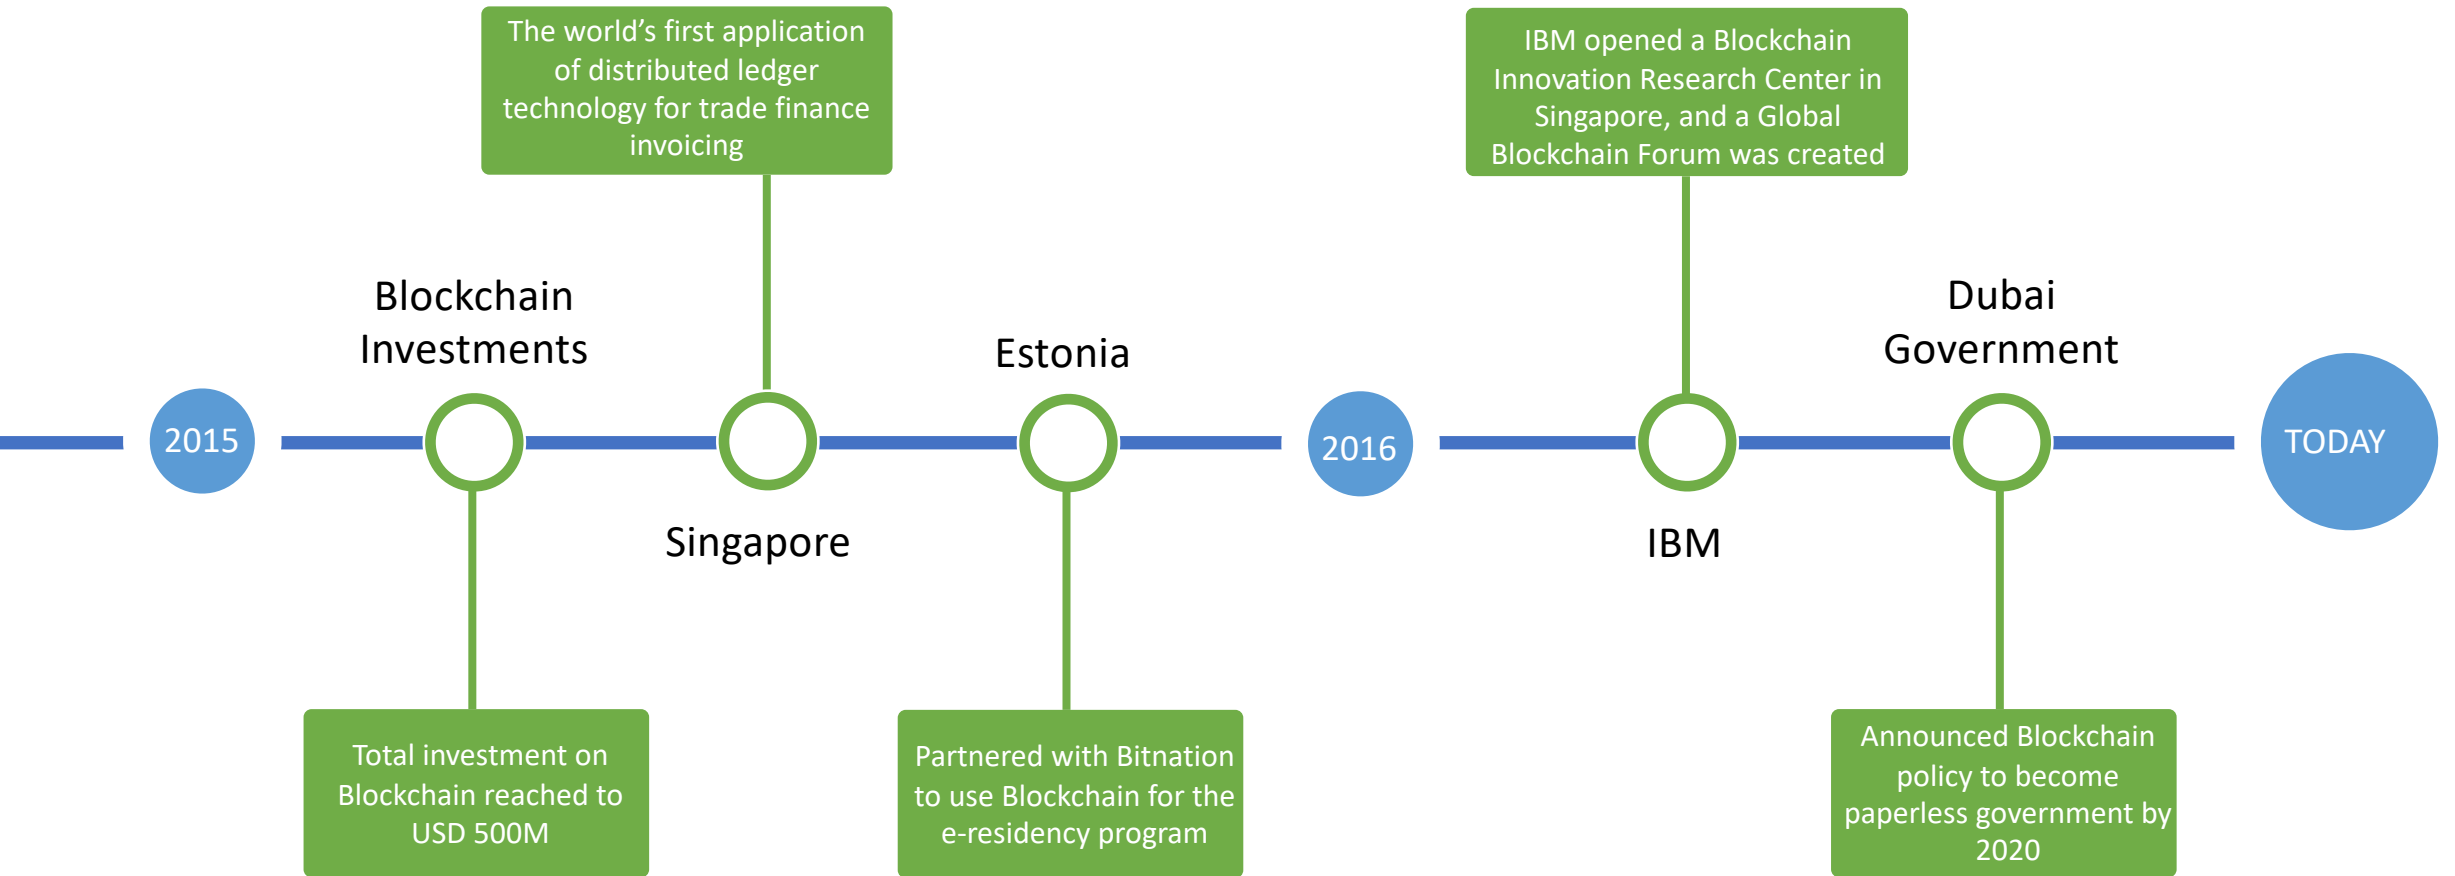 The world's first application
of distributed ledger
technology for trade finance
invoicing
IBM opened a Blockchain
Innovation Research Center in
Singapore, and a Global
Blockchain Forum was created
Blockchain
Investments
Estonia
Dubai
Government
2015
2016
TODAY
Singapore
IBM
Total investment on
Blockchain reached to
USD 500M
Partnered with Bitnation
to use Blockchain for the
e-residency program
Announced Blockchain
policy to become
paperless government by
2020